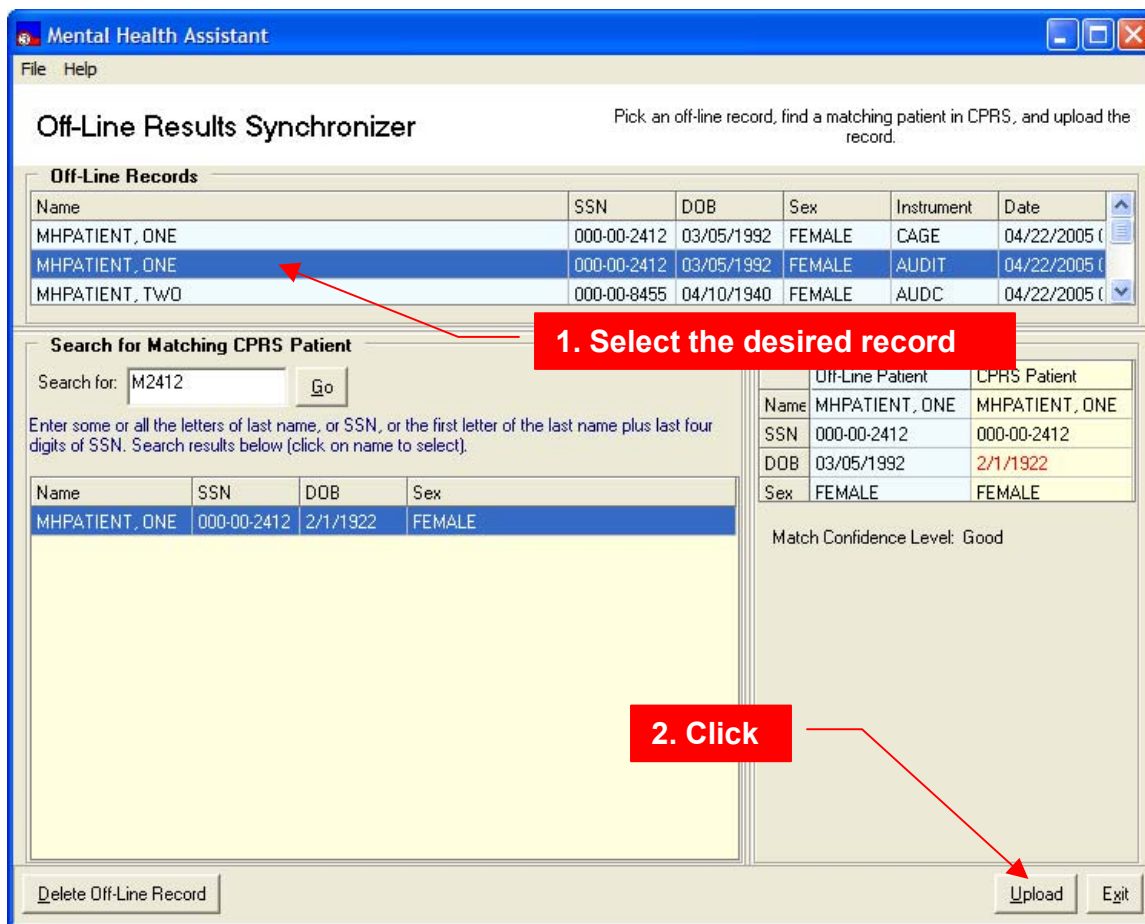 Mental Health Assistant
File Help
Off-Line Results Synchronizer
Pick an off-line record, find a matching patient in CPRS, and upload the
record.
Off-Line Records
Name SSN DOB Sex Instrument Date
MHPATIENT, ONE 000-00-2412 03/05/1992 FEMALE CAGE 04/22/2005 (
MHPATIENT, ONE 000-00-2412 03/05/1992 FEMALE AUDIT 04/22/2005 (
MHPATIENT, TWO 000-00-8455 04/10/1940 FEMALE AUDC 04/22/2005 (
1. Select the desired record
Search for Matching CPRS Patient
Search for: M2412 Go
Enter some or all the letters of last name, or SSN, or the first letter of the last name plus last four
digits of SSN. Search results below (click on name to select).
Name SSN DOB Sex
MHPATIENT, ONE 000-00-2412 2/1/1922 FEMALE
Off-Line Patient CPRS Patient
Name MHPATIENT, ONE MHPATIENT, ONE
SSN 000-00-2412 000-00-2412
DOB 03/05/1992 2/1/1922
Sex FEMALE FEMALE
Match Confidence Level: Good
2. Click
Delete Off-Line Record Upload Exit